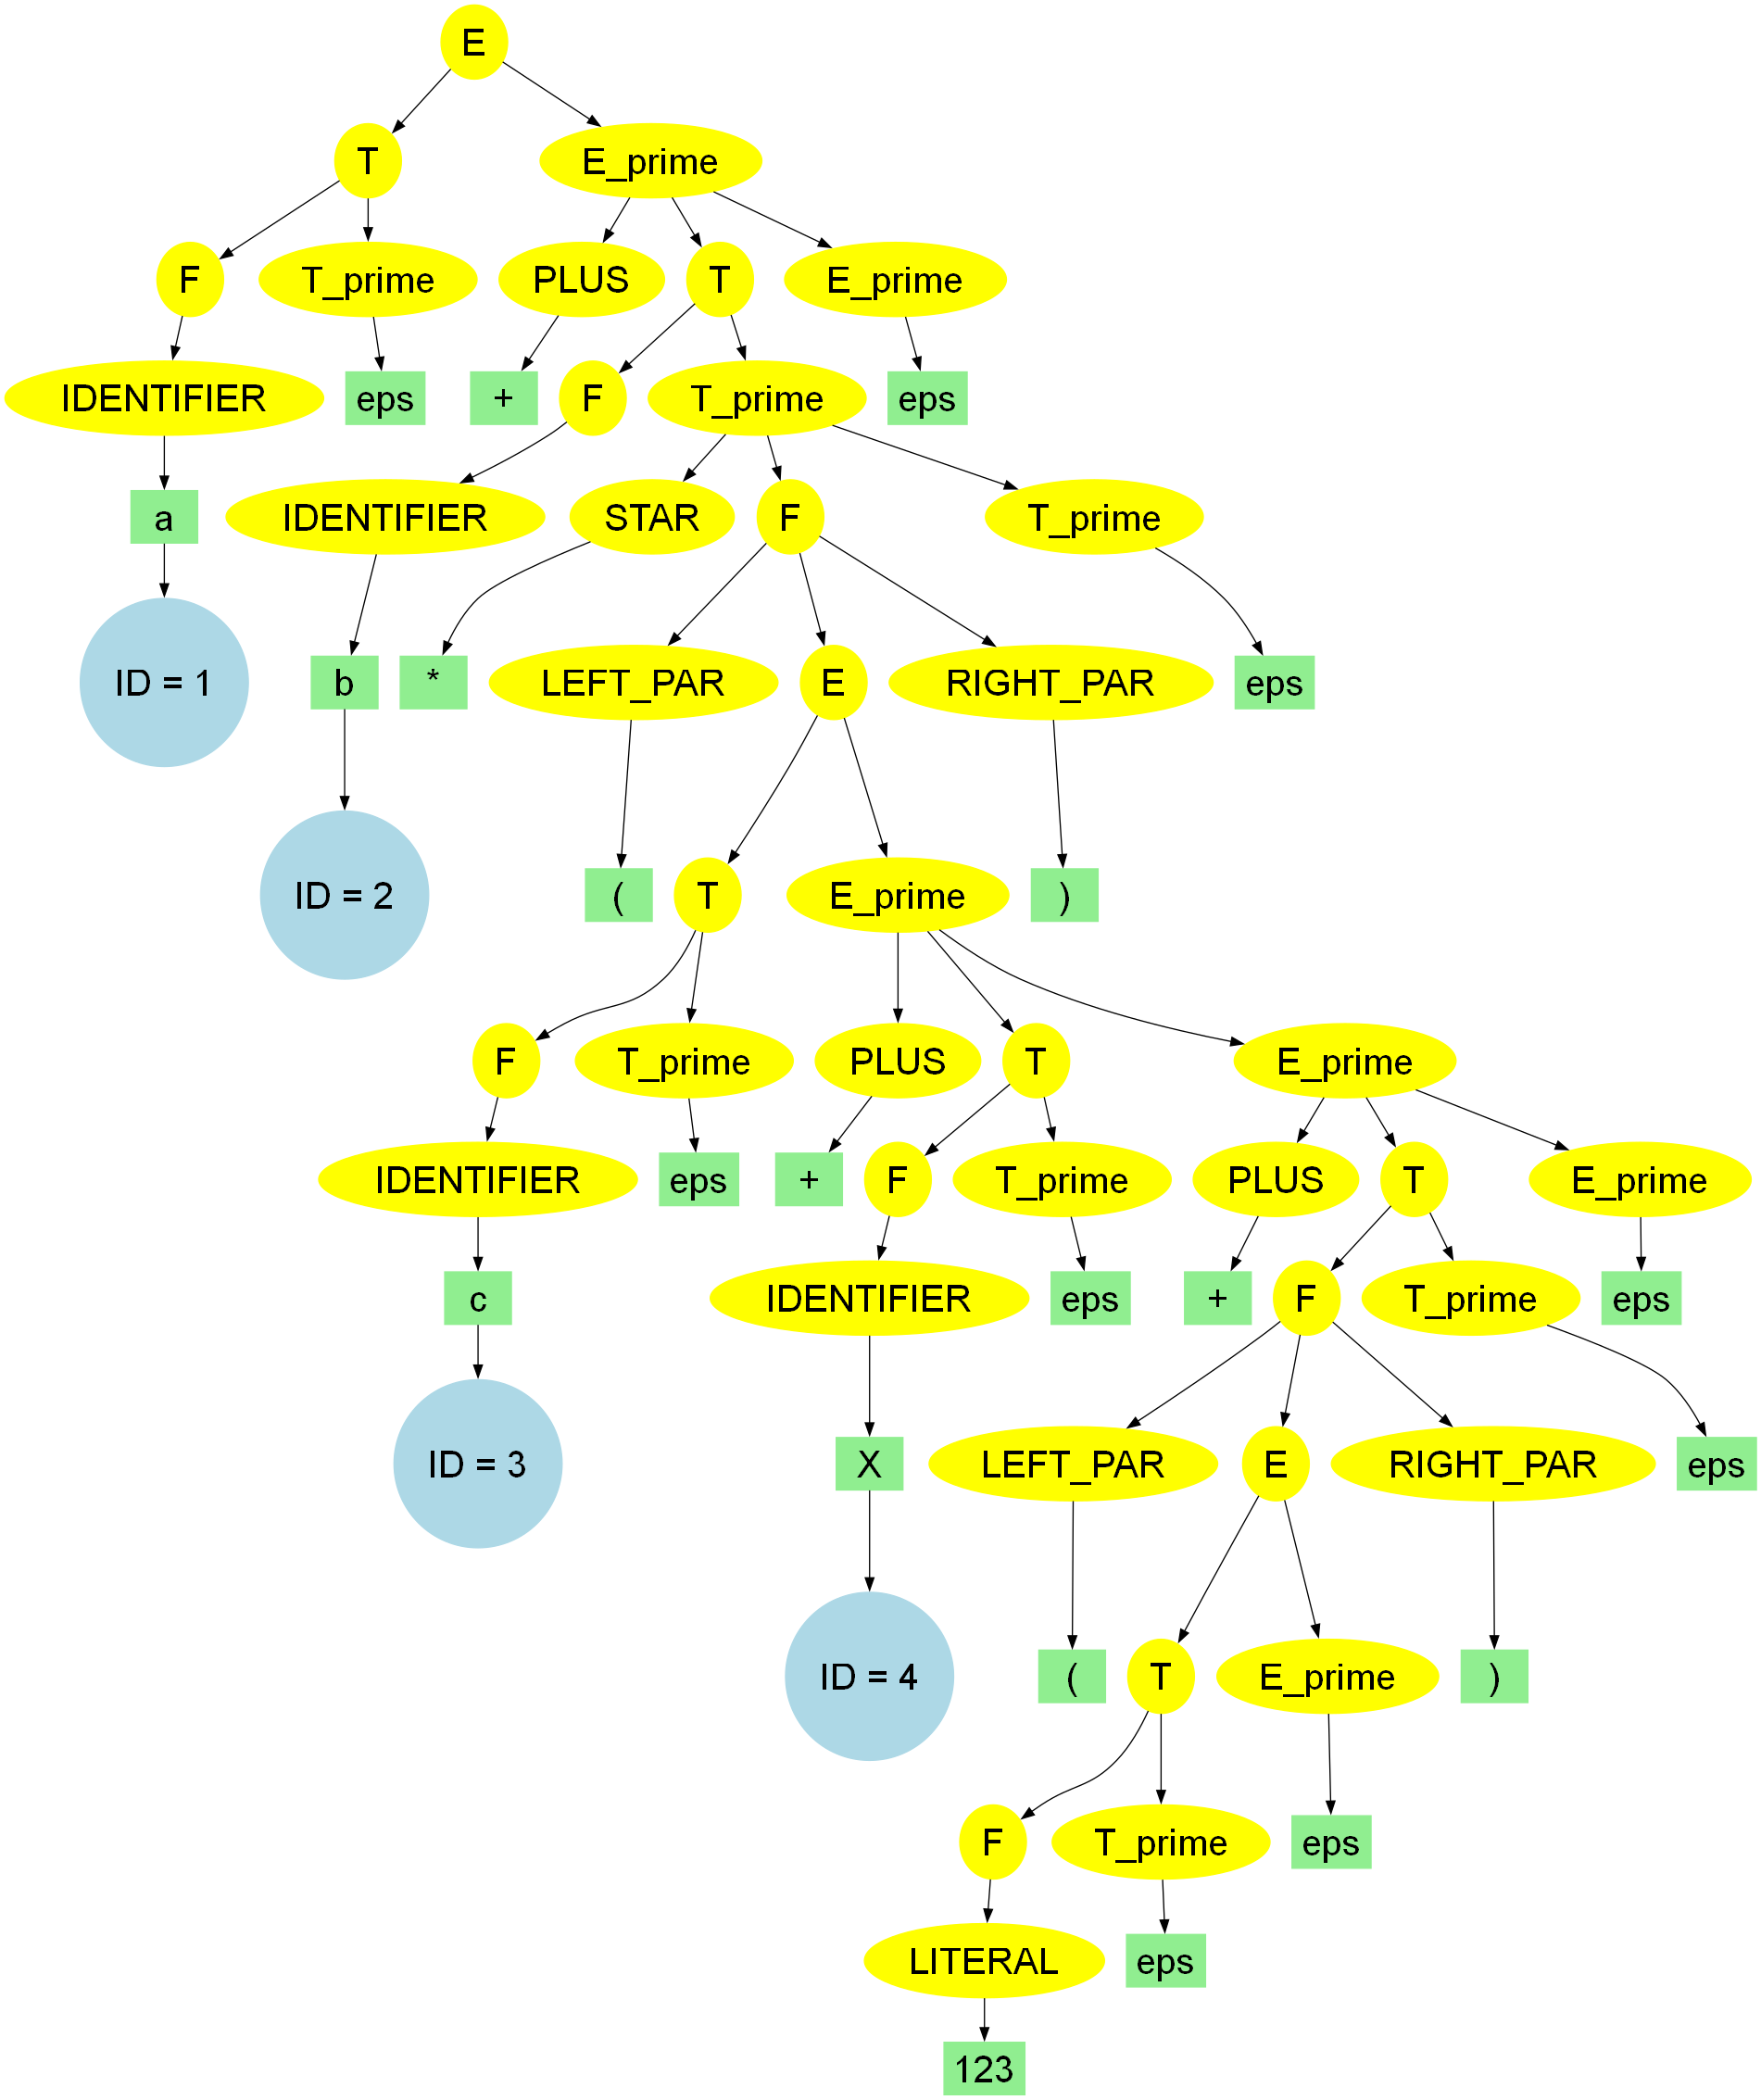 E
T
E_prime
F
T_prime
PLUS
T
E_prime
IDENTIFIER
eps
+
F
T_prime
eps
a
IDENTIFIER
STAR
F
T_prime
ID = 1
b
*
LEFT_PAR
E
RIGHT_PAR
eps
ID = 2
(
T
E_prime
)
F
T_prime
PLUS
T
E_prime
IDENTIFIER
eps
+
F
T_prime
PLUS
T
E_prime
c
IDENTIFIER
eps
+
F
T_prime
eps
ID = 3
X
LEFT_PAR
E
RIGHT_PAR
eps
ID = 4
(
T
E_prime
)
F
T_prime
eps
LITERAL
eps
123